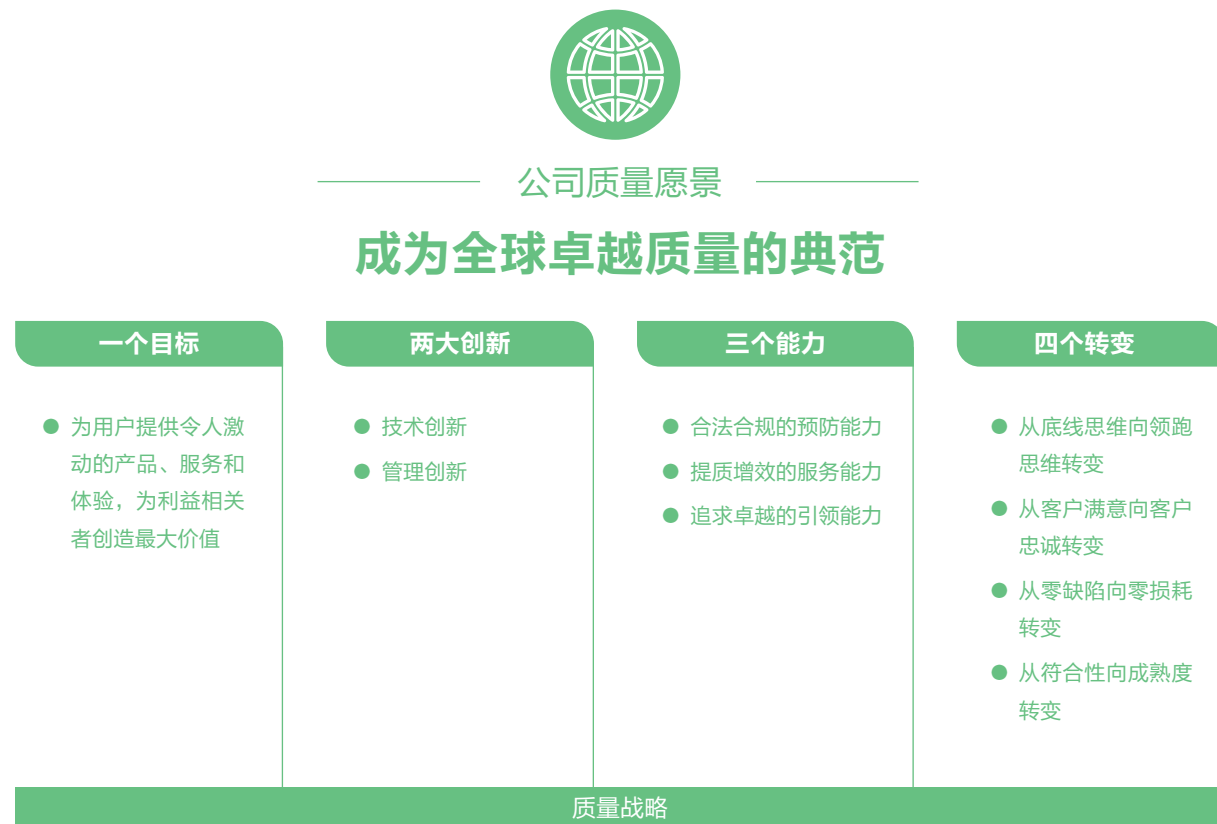 公司质量愿景
成为全球卓越质量的典范
一个目标
为用户提供令人激
动的产品、服务和
体验，为利益相关
者创造最大价值
两大创新
技术创新
管理创新
三个能力
合法合规的预防能力
提质增效的服务能力
追求卓越的引领能力
四个转变
从底线思维向领跑
思维转变
从客户满意向客户
忠诚转变
从零缺陷向零损耗
转变
从符合性向成熟度
转变
质量战略